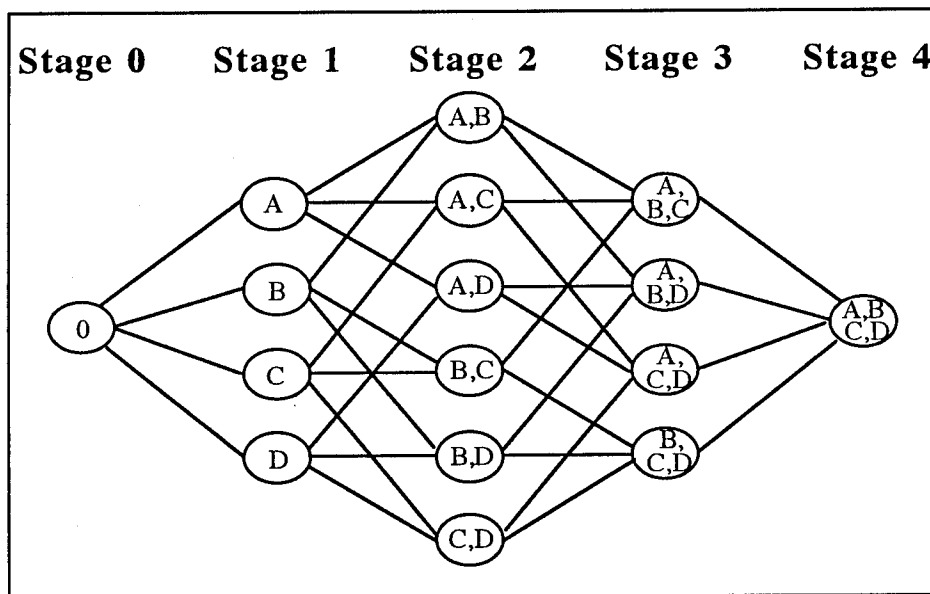 Stage 0 Stage 1 Stage 2 Stage 3 Stage 4
A,B
A
A,C
A,
B,C
B
A,D
A,
B,D
0
A,B
C,D
C
B,C
A,
C,D
D
B,D
B,
C,D
C,D